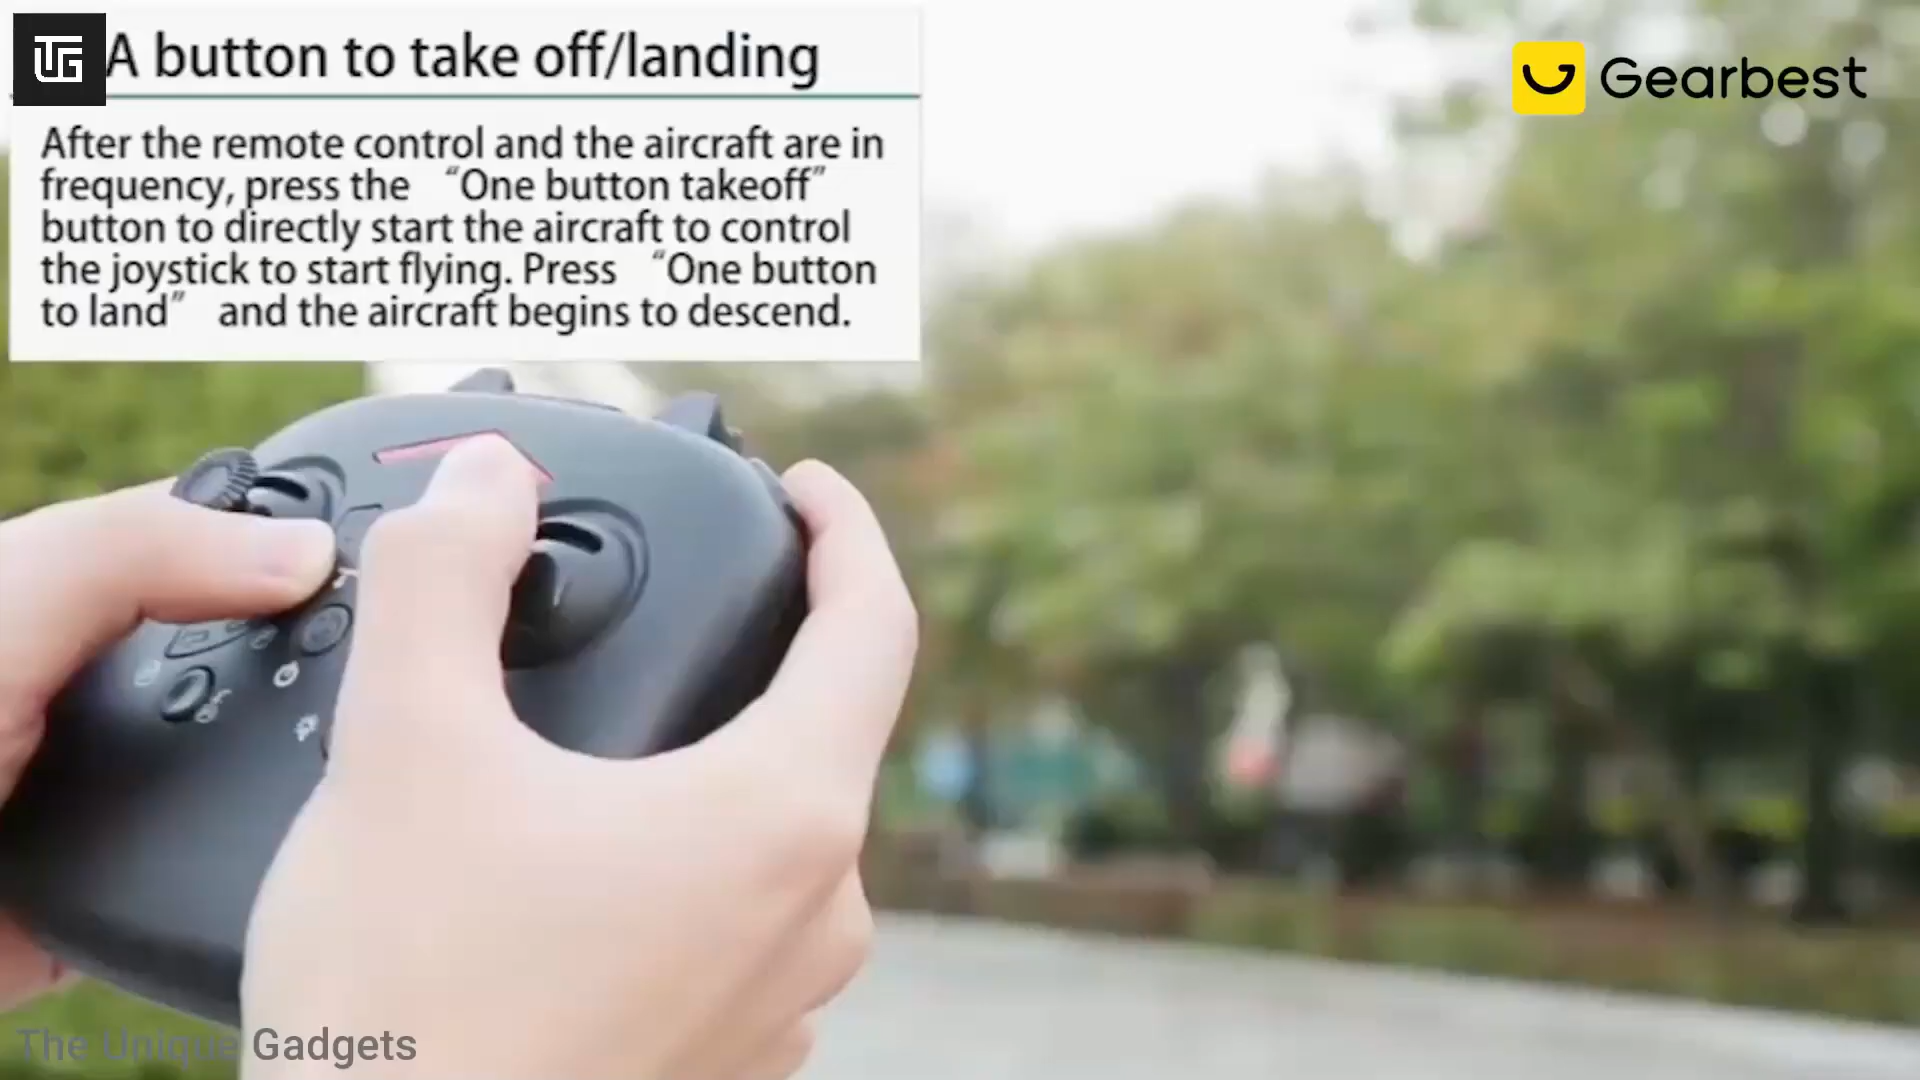 TG
A button to take off/landing
Gearbest
After the remote control and the aircraft are in
frequency, press the “One button takeoff”
button to directly start the aircraft to control
the joystick to start flying. Press “One button
to land” and the aircraft begins to descend.
The Unique Gadgets